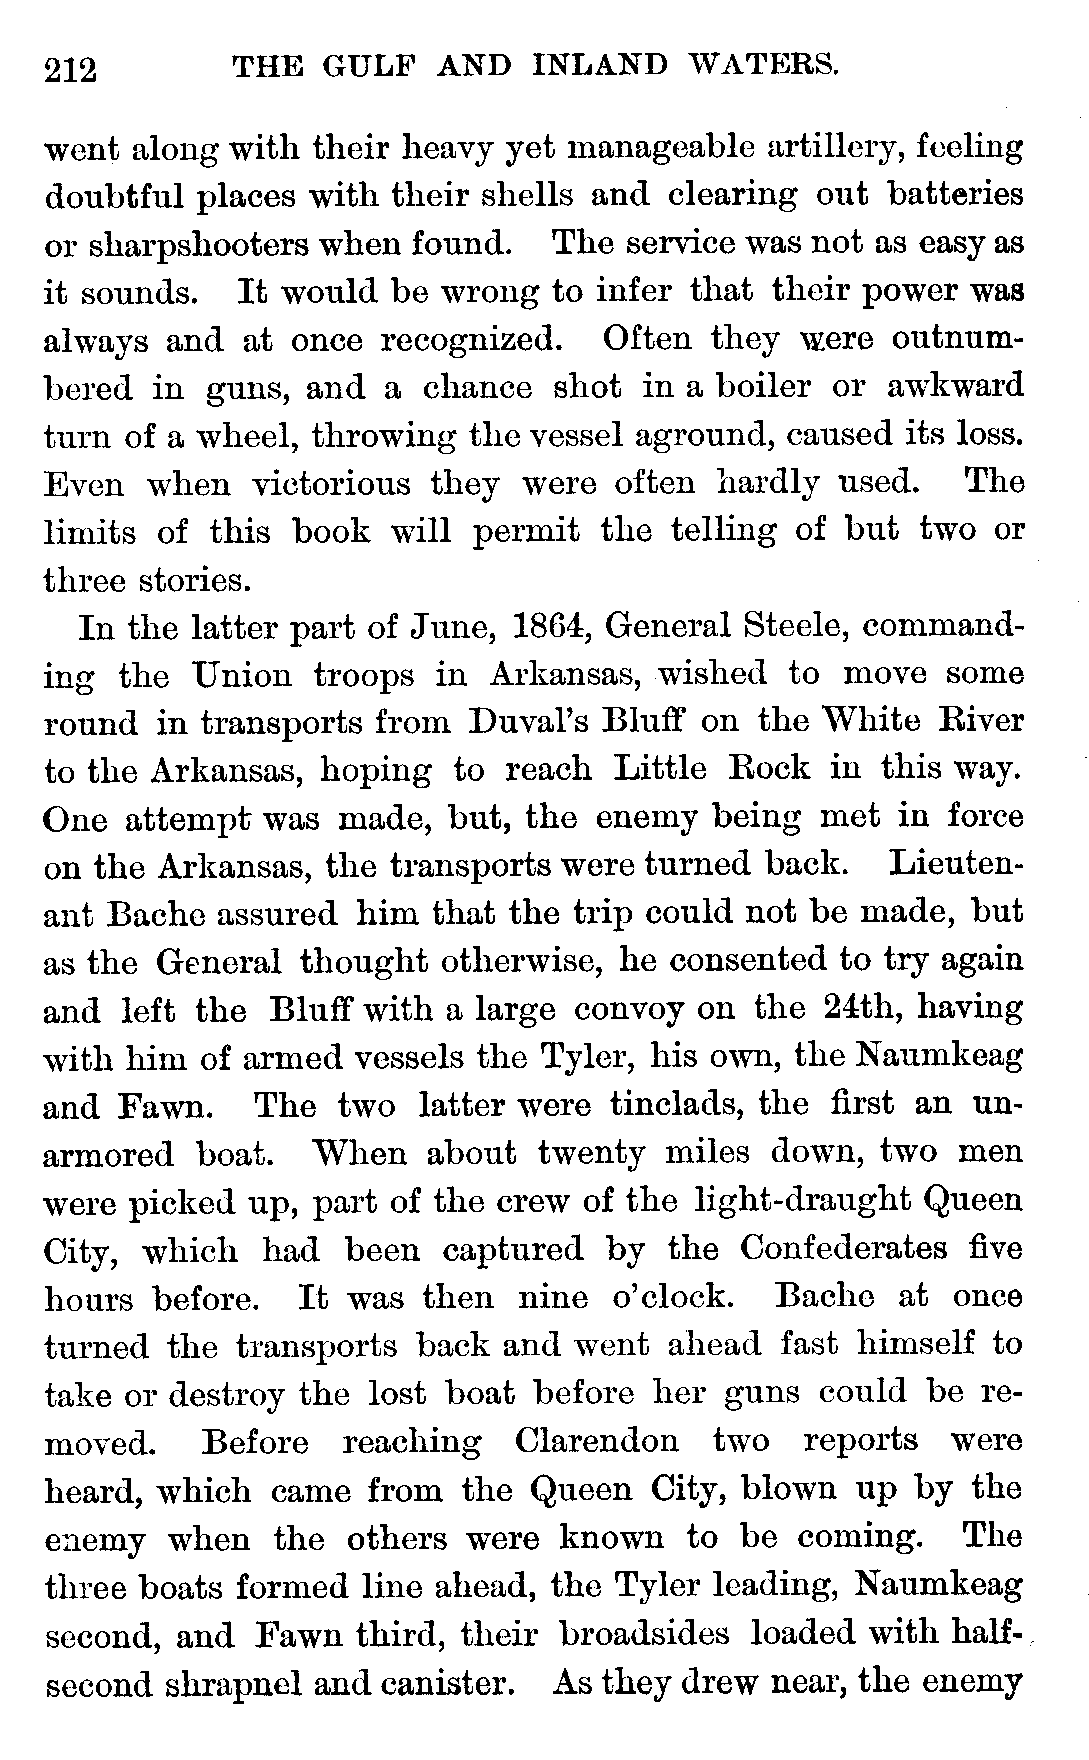 212 THE GULF AND INLAND WATERS.
went along with their heavy yet manageable artillery, feeling
doubtful places with their shells and clearing out batteries
or sharpshooters when found. The service was not as easy as
it sounds. It would be wrong to infer that their power was
always and at once recognized. Often they were outnum-
bered in guns, and a chance shot in a boiler or awkward
turn of a wheel, throwing the vessel aground, caused its loss.
Even when victorious they were often hardly used. The
limits of this book will permit the telling of but two or
three stories.
In the latter part of June, 1864, General Steele, command-
ing the Union troops in Arkansas, wished to move some
round in transports from Duval's Bluff on the White River
to the Arkansas, hoping to reach Little Rock in this way.
One attempt was made, but, the enemy being met in force
on the Arkansas, the transports were turned back. Lieuten-
ant Bache assured him that the trip could not be made, but
as the General thought otherwise, he consented to try again
and left the Bluff with a large convoy on the 24th, having
with him of armed vessels the Tyler, his own, the Naumkeag
and Fawn. The two latter were tinclads, the first an un-
armored boat. When about twenty miles down, two men
were picked up, part of the crew of the light-draught Queen
City, which had been captured by the Confederates five
hours before. It was then nine o'clock. Bache at once
turned the transports back and went ahead fast himself to
take or destroy the lost boat before her guns could be re-
moved. Before reaching Clarendon two reports were
heard, which came from the Queen City, blown up by the
enemy when the others were known to be coming. The
three boats formed line ahead, the Tyler leading, Naumkeag
second, and Fawn third, their broadsides loaded with half-
second shrapnel and canister. As they drew near, the enemy